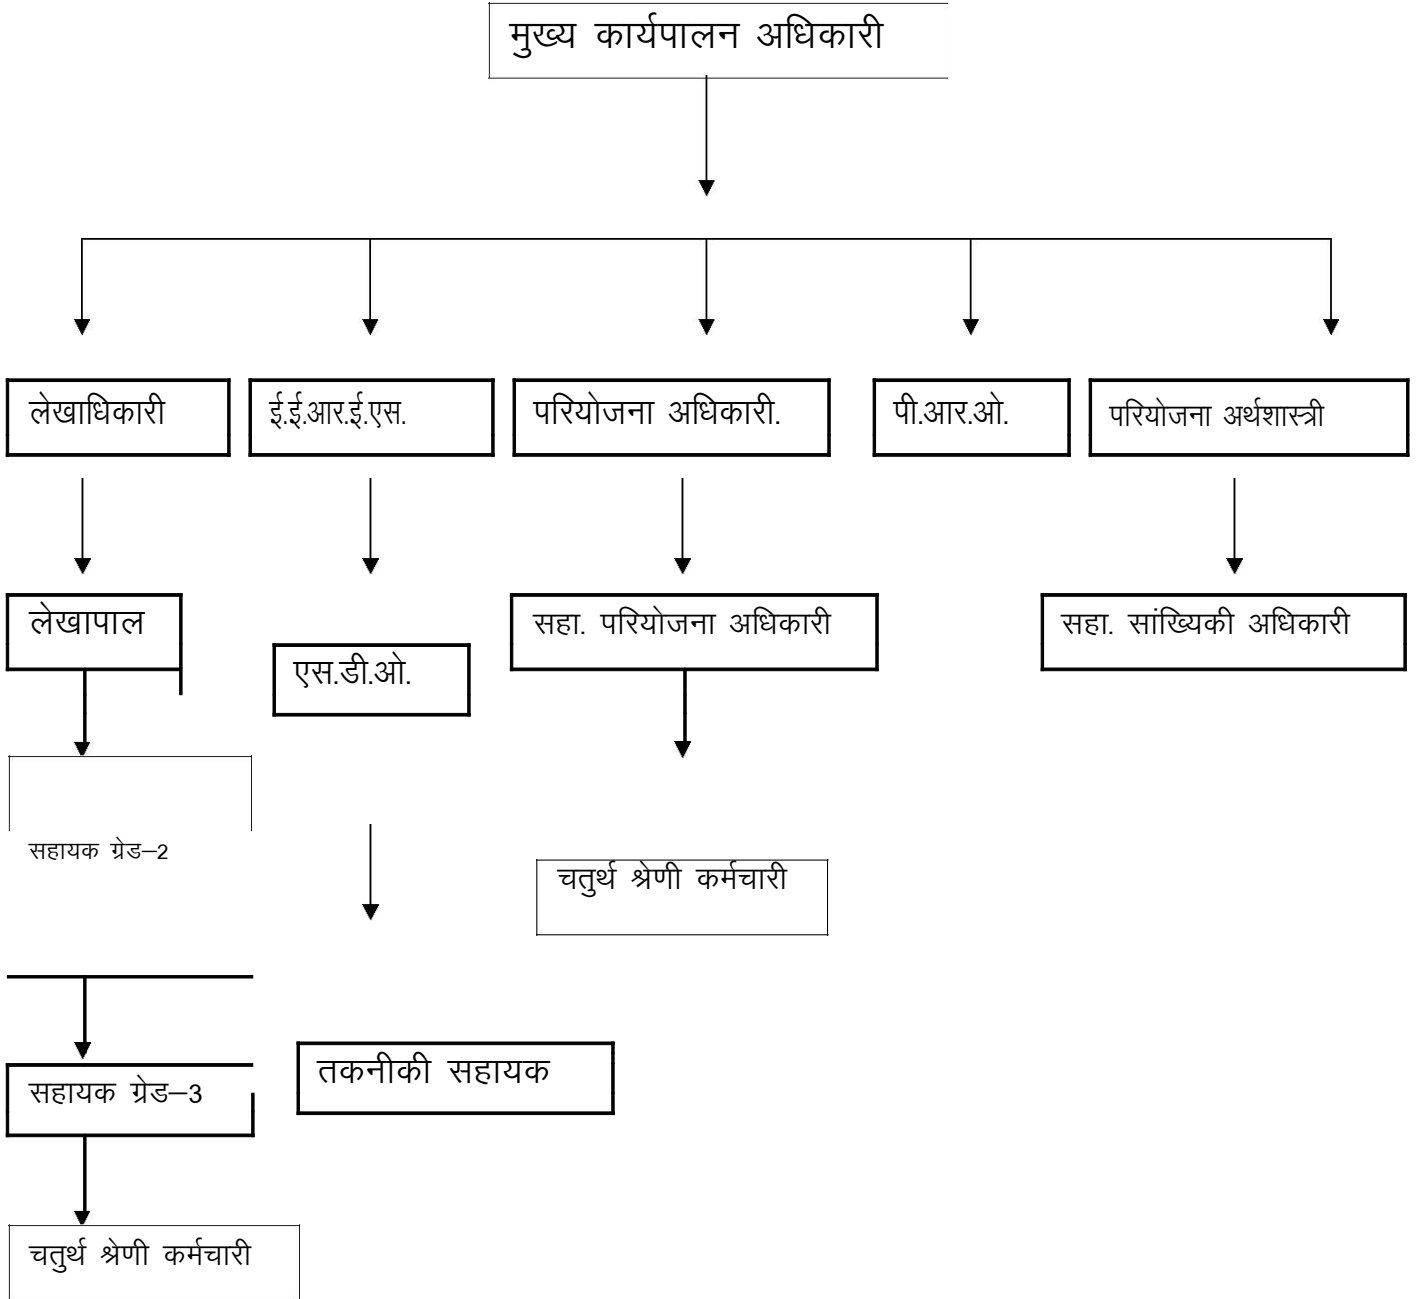 मुख्य कार्यपालन अधिकारी
लेखाधिकारी
ई.ई.आर.ई.एस.
परियोजना अधिकारी.
पी.आर.ओ.
परियोजना अर्थशास्त्री
लेखापाल
एस.डी.ओ.
सहा. परियोजना अधिकारी
सहा. सांख्यिकी अधिकारी
सहायक ग्रेड–2
चतुर्थ श्रेणी कर्मचारी
सहायक ग्रेड–3
तकनीकी सहायक
चतुर्थ श्रेणी कर्मचारी